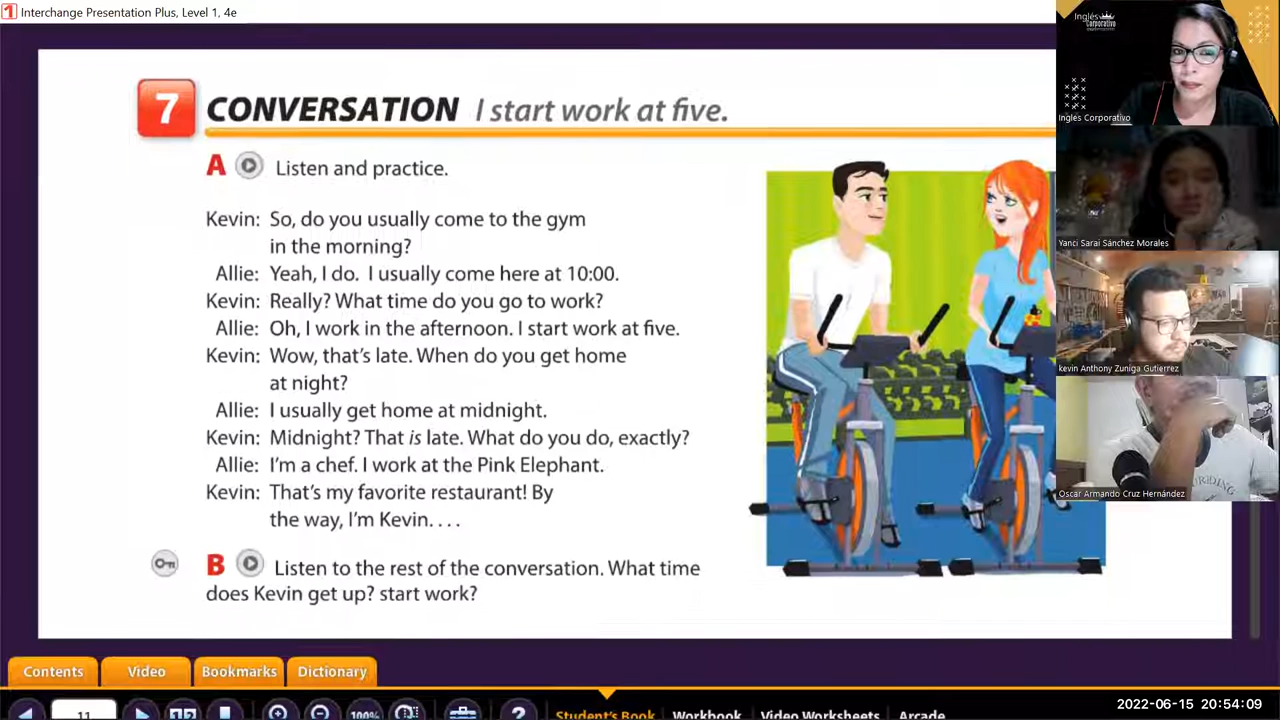 Interchange Presentation Plus, Level 1, 4e
7 CONVERSATION I start work at five.
A Listen and practice.
Kevin: So, do you usually come to the gym
in the morning?
Allie: Yeah, I do. I usually come here at 10:00.
Kevin: Really? What time do you go to work?
Allie: Oh, I work in the afternoon. I start work at five.
Kevin: Wow, that's late. When do you get home
at night?
Allie: I usually get home at midnight.
Kevin: Midnight? That is late. What do you do, exactly?
Allie: I'm a chef. I work at the Pink Elephant.
Kevin: That's my favorite restaurant! By
the way, I'm Kevin. . . .
B Listen to the rest of the conversation. What time
does Kevin get up? start work?
Contents Video Bookmarks Dictionary
11 100% ? Student's Book Workbook Video Worksheets Arcade
Inglés
Corporativo
Inglés Corporativo
Yanci Sarai Sánchez Morales
kevin Anthony Zuniga Gutierrez
Oscar Armando Cruz Hernández
2022-06-15 20:54:09